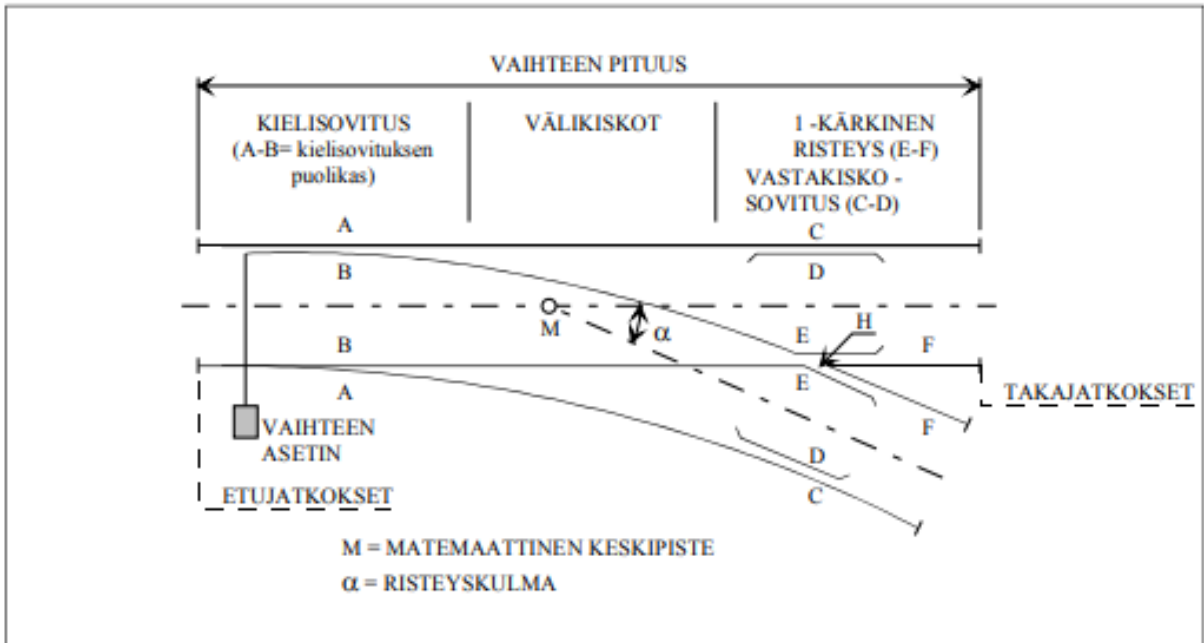 VAIHTEEN PITUUS
KIELISOVITUS
(A-B= kielisovituksen
puolikas)
VÄLIKISKOT
1 -KÄRKINEN
RISTEYS (E-F)
VASTAKISKO -
SOVITUS (C-D)
A
C
B
D
M
α
E
H
F
B
A
E
F
D
C
VAIHTEEN
ASETIN
TAKAJATKOKSET
ETUJATKOKSET
M = MATEMAATTINEN KESKIPISTE
α = RISTEYSKULMA